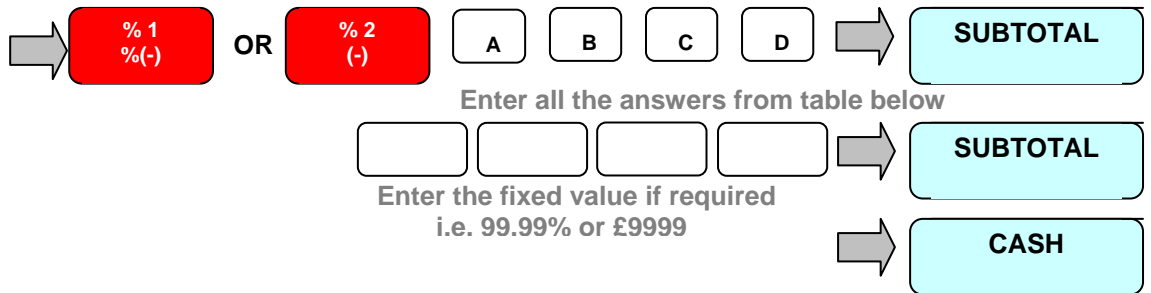 % 1
%(-)
OR
% 2
(-)
A B C D
SUBTOTAL
Enter all the answers from table below
SUBTOTAL
Enter the fixed value if required
i.e. 99.99% or £9999
CASH